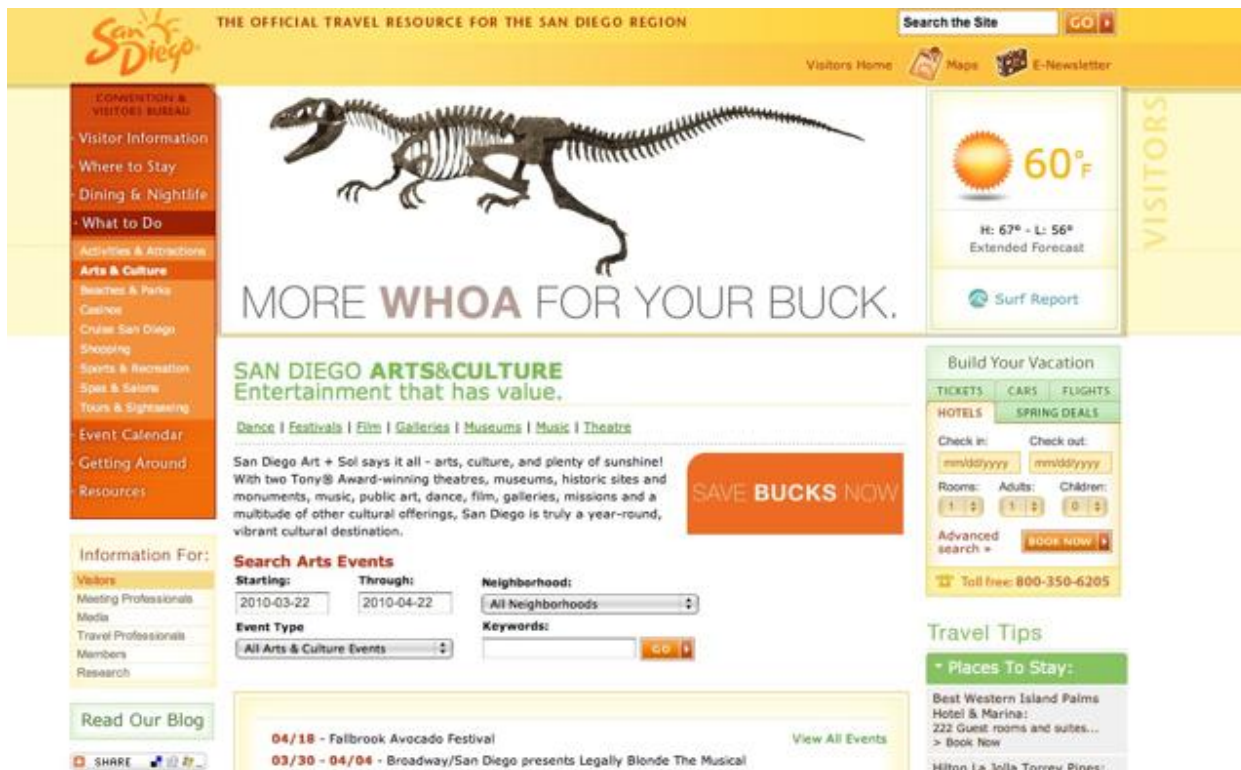 San Diego
THE OFFICIAL TRAVEL RESOURCE FOR THE SAN DIEGO REGION
Search the Site
GO
Visitors Home
Maps
E-Newsletter
CONVENTION &
VISITORS BUREAU
Visitor Information
Where to Stay
Dining & Nightlife
What to Do
Activities & Attractions
Arts & Culture
Beaches & Parks
Casinos
Cruise San Diego
Shopping
Sports & Recreation
Spas & Salons
Tours & Sightseeing
Event Calendar
Getting Around
Resources
MORE WHOA FOR YOUR BUCK.
60°F
H: 67° - L: 56°
Extended Forecast
Surf Report
VISITORS
SAN DIEGO ARTS&CULTURE
Entertainment that has value.
Dance | Festivals | Film | Galleries | Museums | Music | Theatre
San Diego Art + Sol says it all - arts, culture, and plenty of sunshine!
With two Tony® Award-winning theatres, museums, historic sites and
monuments, music, public art, dance, film, galleries, missions and a
multitude of other cultural offerings, San Diego is truly a year-round,
vibrant cultural destination.
SAVE BUCKS NOW
Search Arts Events
Starting: Through: Neighborhood:
2010-03-22 2010-04-22 All Neighborhoods
Event Type Keywords:
All Arts & Culture Events GO
04/18 - Fallbrook Avocado Festival View All Events
03/30 - 04/04 - Broadway/San Diego presents Legally Blonde The Musical
Information For:
Visitors
Meeting Professionals
Media
Travel Professionals
Members
Research
Read Our Blog
SHARE
Build Your Vacation
TICKETS CARS FLIGHTS
HOTELS SPRING DEALS
Check in: Check out:
mm/dd/yyyy mm/dd/yyyy
Rooms: Adults: Children:
1 1 0
Advanced
search »
BOOK NOW
Toll free: 800-350-6205
Travel Tips
Places To Stay:
Best Western Island Palms
Hotel & Marina:
222 Guest rooms and suites...
> Book Now
Hilton La Jolla Torrey Pines: